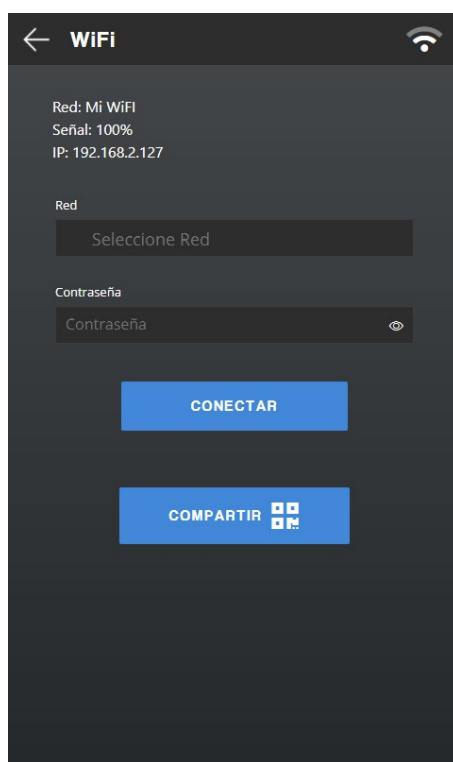 WiFi
Red: Mi WiFI
Señal: 100%
IP: 192.168.2.127
Red
Seleccione Red
Contraseña
Contraseña
CONECTAR
COMPARTIR